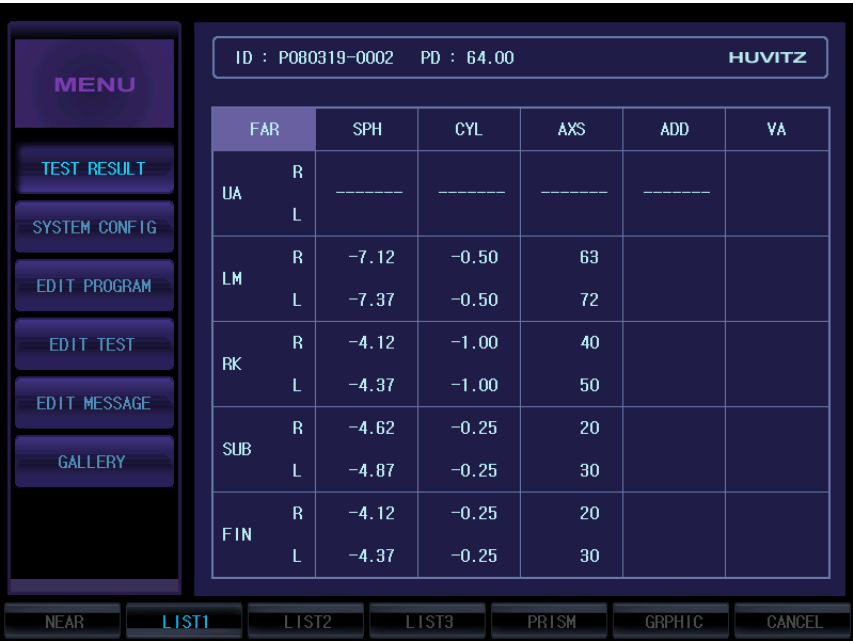 ID : P080319-0002 PD : 64.00 HUVITZ
MENU
TEST RESULT
SYSTEM CONFIG
EDIT PROGRAM
EDIT TEST
EDIT MESSAGE
GALLERY
FAR SPH CYL AXS ADD VA
UA R ------- ------- ------- -------
L
LM R -7.12 -0.50 63
L -7.37 -0.50 72
RK R -4.12 -1.00 40
L -4.37 -1.00 50
SUB R -4.62 -0.25 20
L -4.87 -0.25 30
FIN R -4.12 -0.25 20
L -4.37 -0.25 30
NEAR LIST1 LIST2 LIST3 PRISM GRPHIC CANCEL